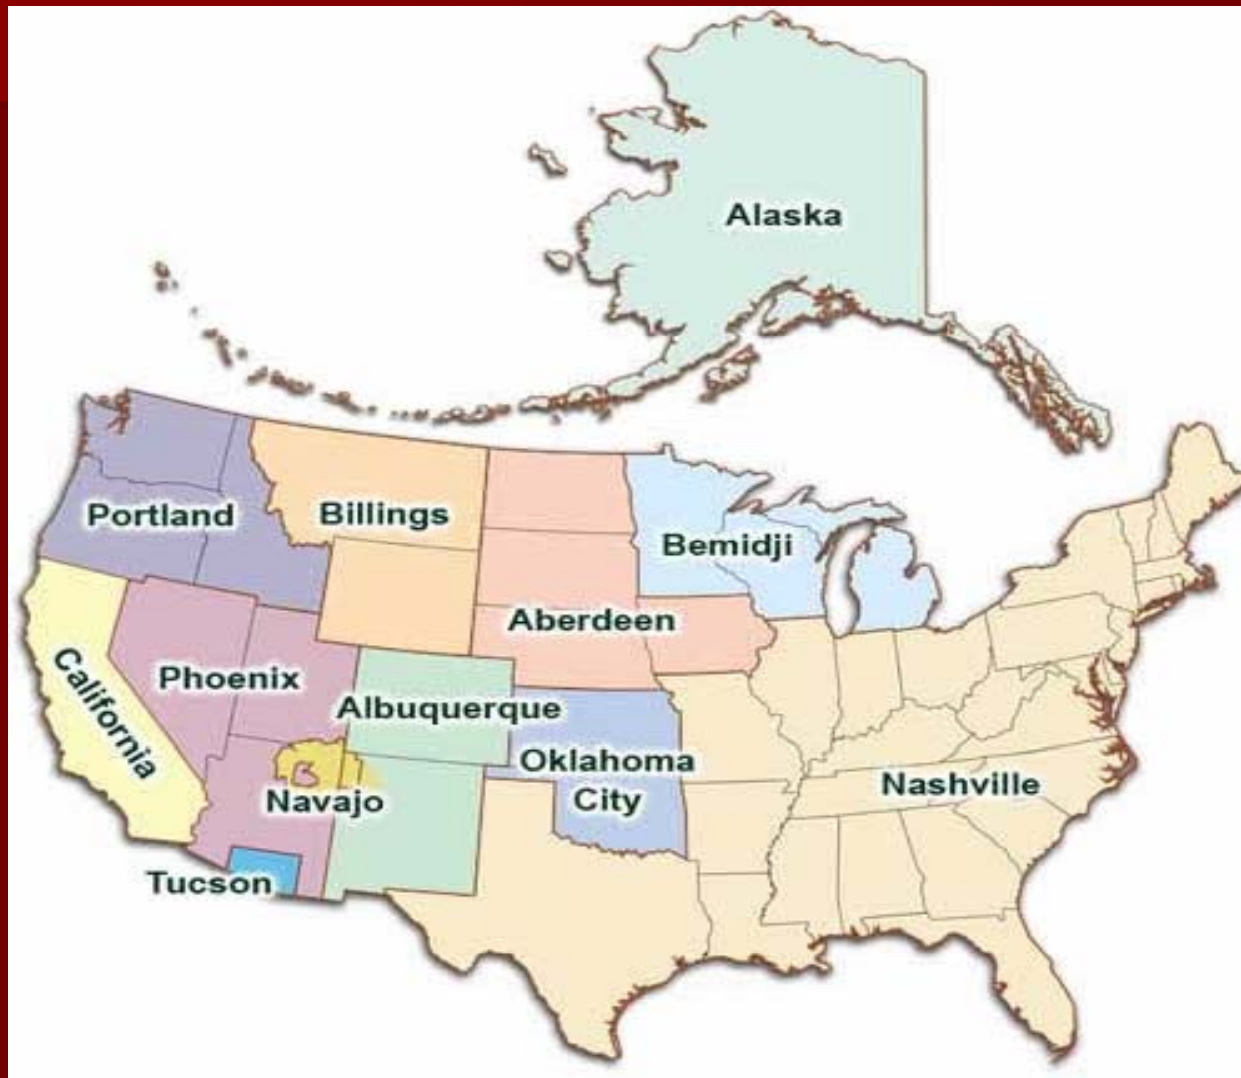 Alaska
Portland
Billings
Bemidji
Aberdeen
California
Phoenix
Albuquerque
Oklahoma
City
Navajo
Nashville
Tucson